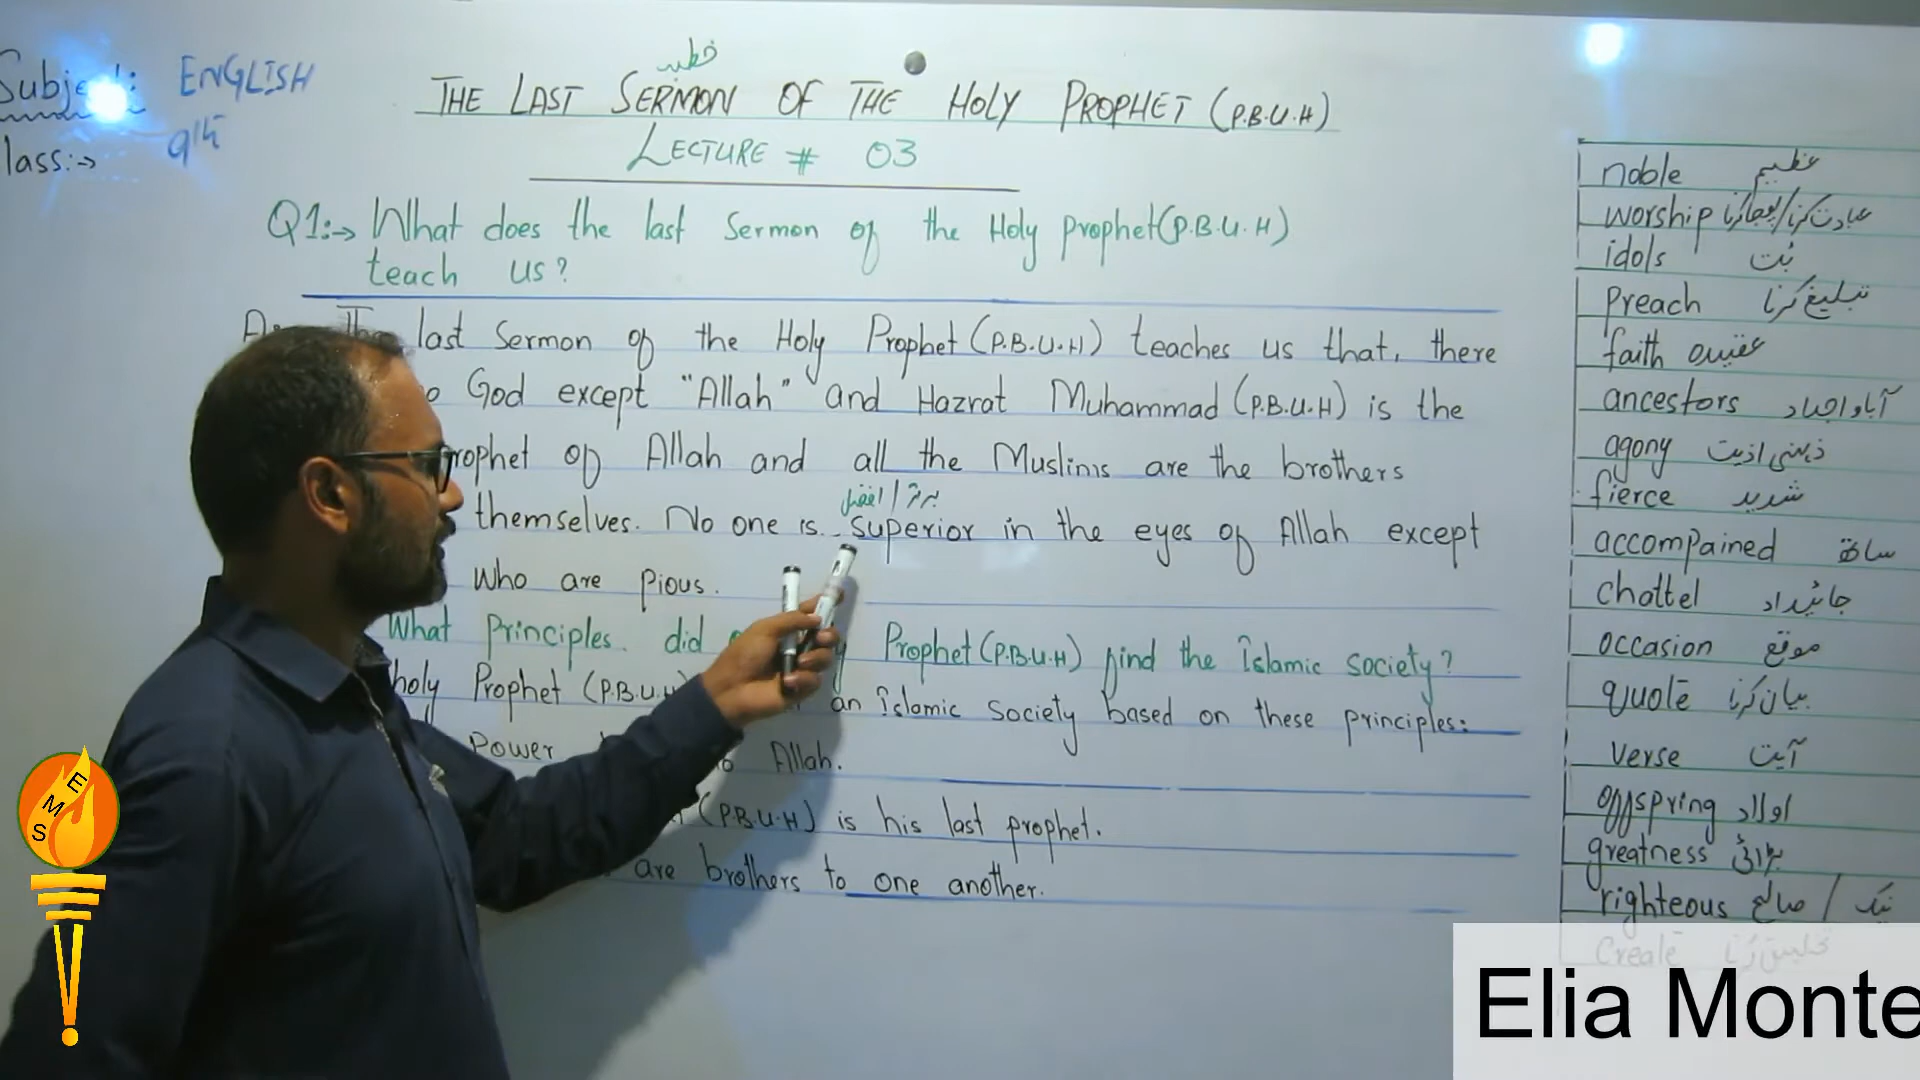 Subject: ENGLISH
lass:→ 9th
خطبہ
THE LAST SERMON OF THE HOLY PROPHET (P.B.U.H)
LECTURE # 03
Q1:→ What does the last Sermon of the Holy prophet(P.B.U.H)
teach us?
last Sermon of the Holy Prophet (P.B.U.H) teaches us that, there
God except "Allah" and Hazrat Muhammad (P.B.U.H) is the
rophet of Allah and all the Muslims are the brothers
برتر / افضل
themselves. No one is superior in the eyes of Allah except
who are pious.
What Principles did Prophet (P.B.U.H) find the islamic society?
holy Prophet (P.B.U.H) an islamic Society based on these principles:
Power Allah.
(P.B.U.H) is his last prophet.
are brothers to one another.
noble عظیم
worship عبادت کرنا/پوجا کرنا
idols بُت
Preach تبلیغ کرنا
faith عقیدہ
ancestors آباو اجداد
agony ذہنی اذیت
fierce شدید
accompained ساتھ
chattel جائیداد
occasion موقع
quote بیان کرنا
verse آیت
offspring اولاد
greatness بڑائی
righteous نیک / صالح
Create تخلیق کرنا
EMS
Elia Monte